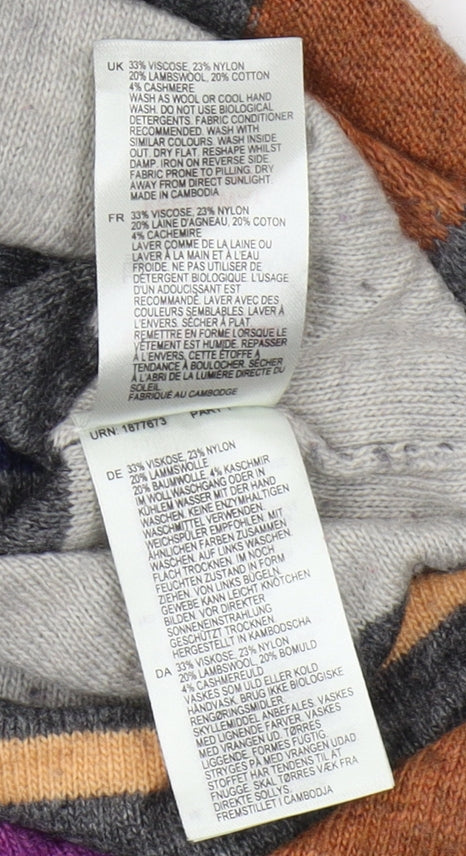 UK 33% VISCOSE, 23% NYLON
20% LAMBSWOOL, 20% COTTON
4% CASHMERE
WASH AS WOOL OR COOL HAND
WASH. DO NOT USE BIOLOGICAL
DETERGENTS. FABRIC CONDITIONER
RECOMMENDED. WASH WITH
SIMILAR COLOURS. WASH INSIDE
OUT. DRY FLAT. RESHAPE WHILST
DAMP. IRON ON REVERSE SIDE.
FABRIC PRONE TO PILLING. DRY
AWAY FROM DIRECT SUNLIGHT.
MADE IN CAMBODIA
FR 33% VISCOSE, 23% NYLON
20% LAINE D'AGNEAU, 20% COTON
4% CACHEMIRE
LAVER COMME DE LA LAINE OU
LAVER À LA MAIN ET À L'EAU
FROIDE. NE PAS UTILISER DE
DÉTERGENT BIOLOGIQUE. L'USAGE
D'UN ADOUCISSANT EST
RECOMMANDÉ. LAVER AVEC DES
COULEURS SEMBLABLES. LAVER À
L'ENVERS. SÉCHER À PLAT.
REMETTRE EN FORME LORSQUE LE
VÊTEMENT EST HUMIDE. REPASSER
À L'ENVERS. CETTE ÉTOFFE À
TENDANCE À BOULOCHER. SÉCHER
À L'ABRI DE LA LUMIÈRE DIRECTE DU
SOLEIL.
FABRIQUÉ AU CAMBODGE
URN: 1877673 PART
DE 33% VISKOSE, 23% NYLON
20% LAMMSWOLLE
20% BAUMWOLLE, 4% KASCHMIR
IM WOLLWASCHGANG ODER IN
KÜHLEM WASSER MIT DER HAND
WASCHEN. KEINE ENZYMHALTIGEN
WASCHMITTEL VERWENDEN.
WEICHSPÜLER EMPFOHLEN. MIT
ÄHNLICHEN FARBEN ZUSAMMEN
WASCHEN. AUF LINKS WASCHEN.
FLACH TROCKNEN. IM NOCH
FEUCHTEN ZUSTAND IN FORM
ZIEHEN. VON LINKS BÜGELN.
GEWEBE KANN LEICHT KNÖTCHEN
BILDEN. VOR DIREKTER
SONNENEINSTRAHLUNG
GESCHÜTZT TROCKNEN.
HERGESTELLT IN KAMBODSCHA
DA 33% VISKOSE, 23% NYLON
20% LAMBSWOOL, 20% BOMULD
4% CASHMEREULD
VASKES SOM ULD ELLER KOLD
HÅNDVASK. BRUG IKKE BIOLOGISKE
RENGØRINGSMIDLER.
SKYLLEMIDDEL ANBEFALES. VASKES
MED LIGNENDE FARVER. VASKES
MED VRANGEN UD. TØRRES
LIGGENDE. FORMES FUGTIG.
STRYGES PÅ MED VRANGEN UDAD
STOFFET HAR TENDENS TIL AT
FNUGGE. SKAL TØRRES VÆK FRA
DIREKTE SOLLYS.
FREMSTILLET I CAMBODJA